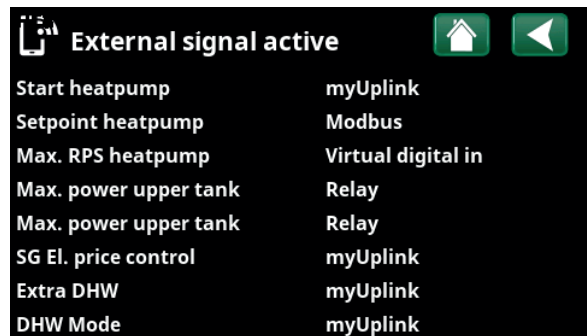 External signal active
Start heatpump myUplink
Setpoint heatpump Modbus
Max. RPS heatpump Virtual digital in
Max. power upper tank Relay
Max. power upper tank Relay
SG El. price control myUplink
Extra DHW myUplink
DHW Mode myUplink